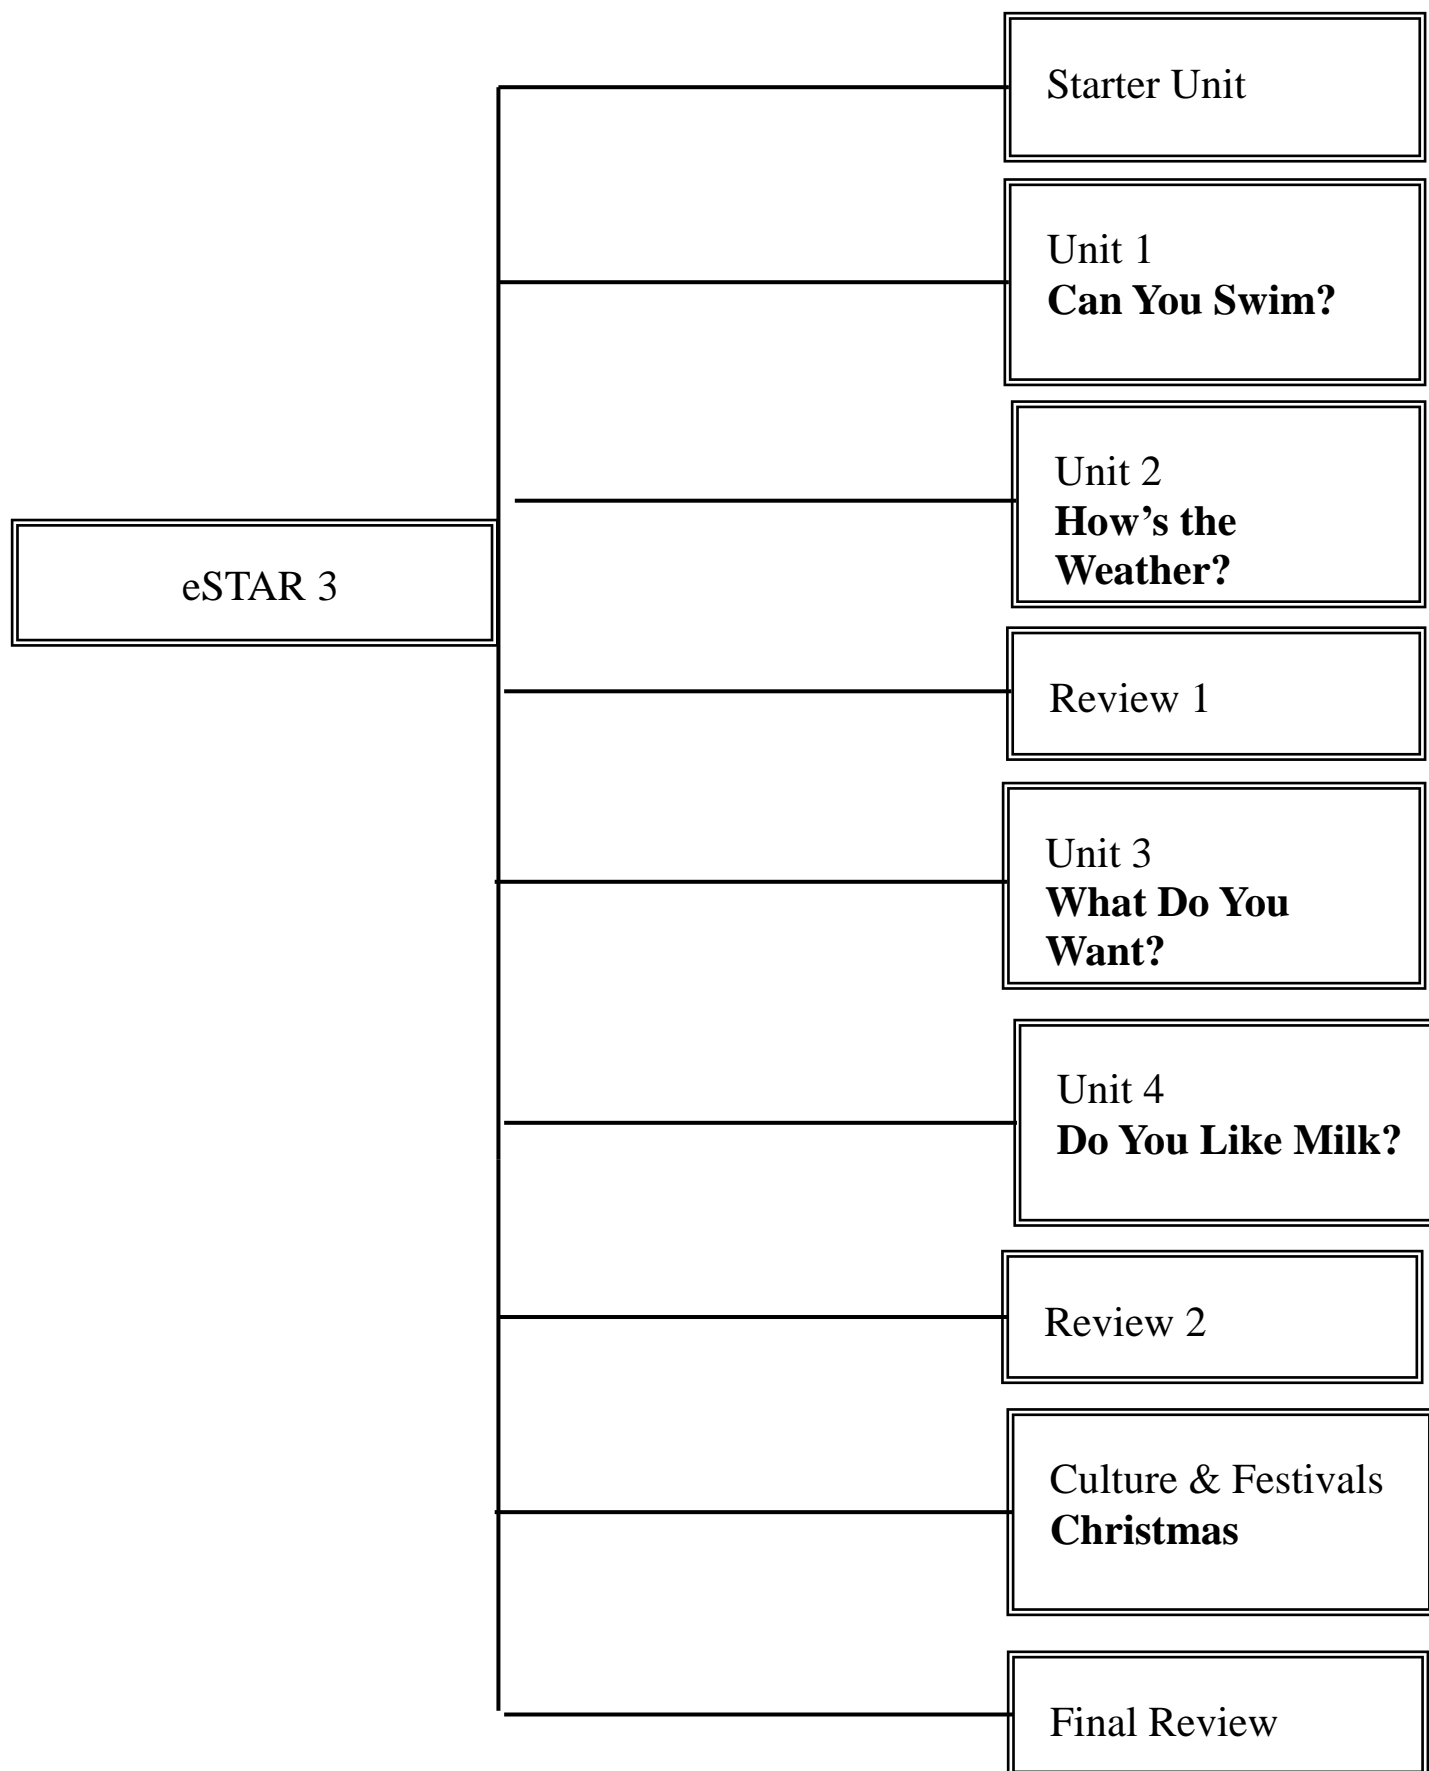 Starter Unit
Unit 1
Can You Swim?
Unit 2
How’s the
Weather?
eSTAR 3
Review 1
Unit 3
What Do You
Want?
Unit 4
Do You Like Milk?
Review 2
Culture & Festivals
Christmas
Final Review